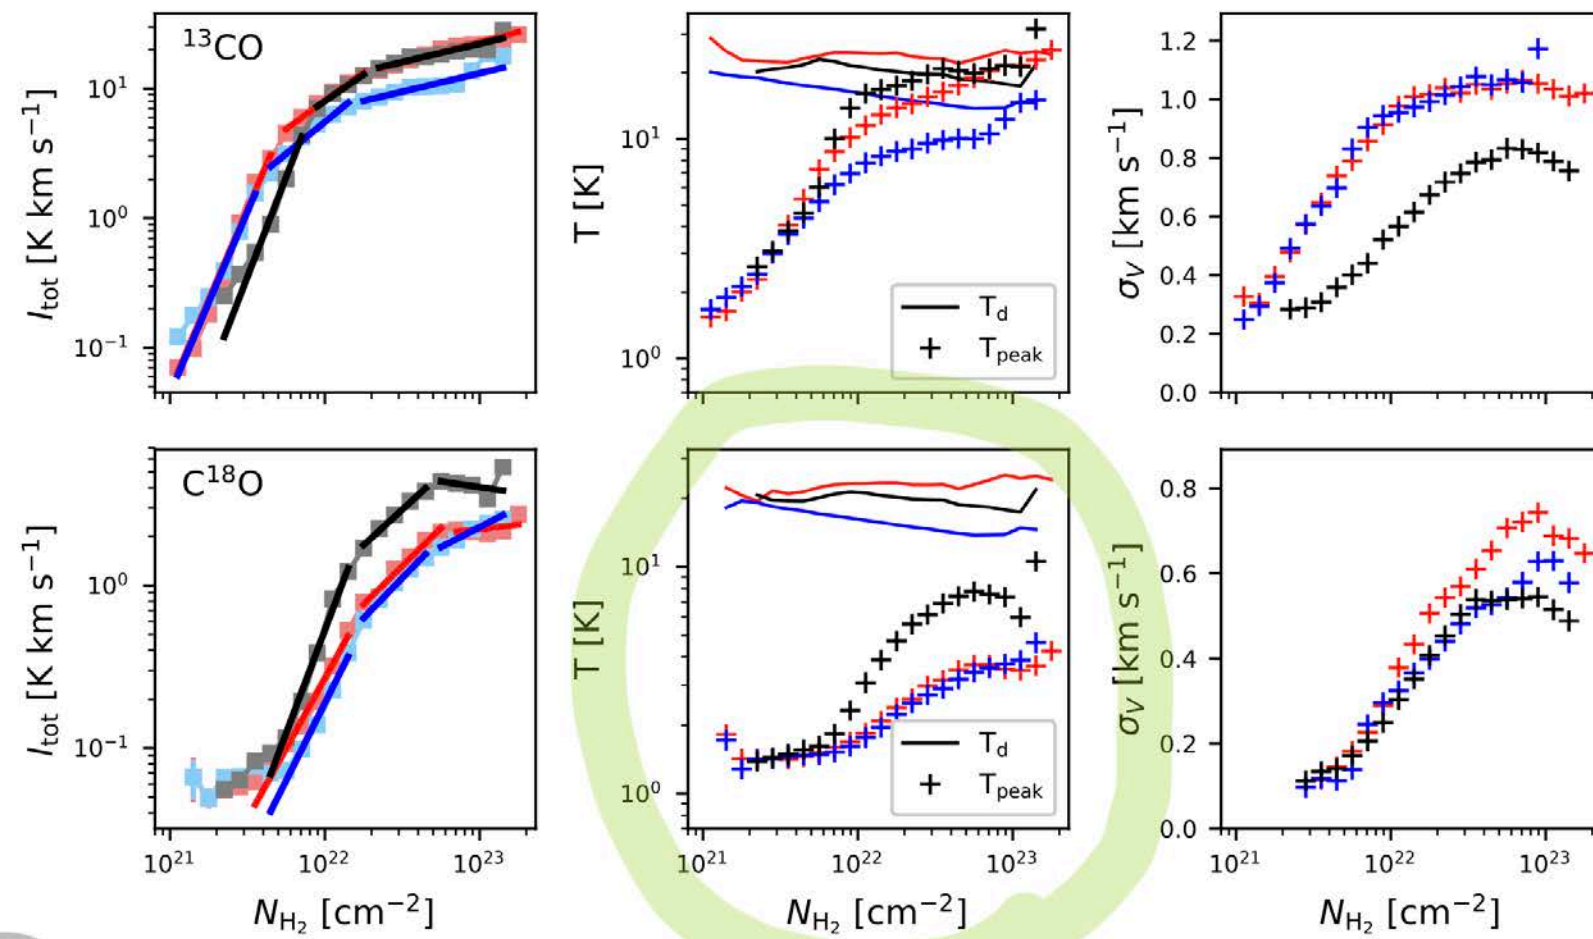 ¹³CO
I_tot [K km s⁻¹]
10¹
10⁰
10⁻¹
T [K]
10¹
10⁰
T_d
T_peak
σ_V [km s⁻¹]
1.2
1.0
0.8
0.6
0.4
0.2
0.0
C¹⁸O
I_tot [K km s⁻¹]
10⁰
10⁻¹
10²¹ 10²² 10²³
N_H₂ [cm⁻²]
T [K]
10¹
10⁰
T_d
T_peak
10²¹ 10²² 10²³
N_H₂ [cm⁻²]
σ_V [km s⁻¹]
0.8
0.6
0.4
0.2
0.0
10²¹ 10²² 10²³
N_H₂ [cm⁻²]